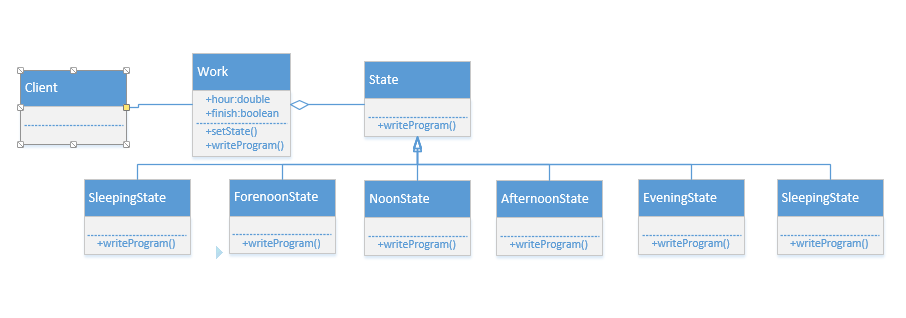 Client
Work
+hour:double
+finish:boolean
+setState()
+writeProgram()
State
+writeProgram()
SleepingState
+writeProgram()
ForenoonState
+writeProgram()
NoonState
+writeProgram()
AfternoonState
+writeProgram()
EveningState
+writeProgram()
SleepingState
+writeProgram()